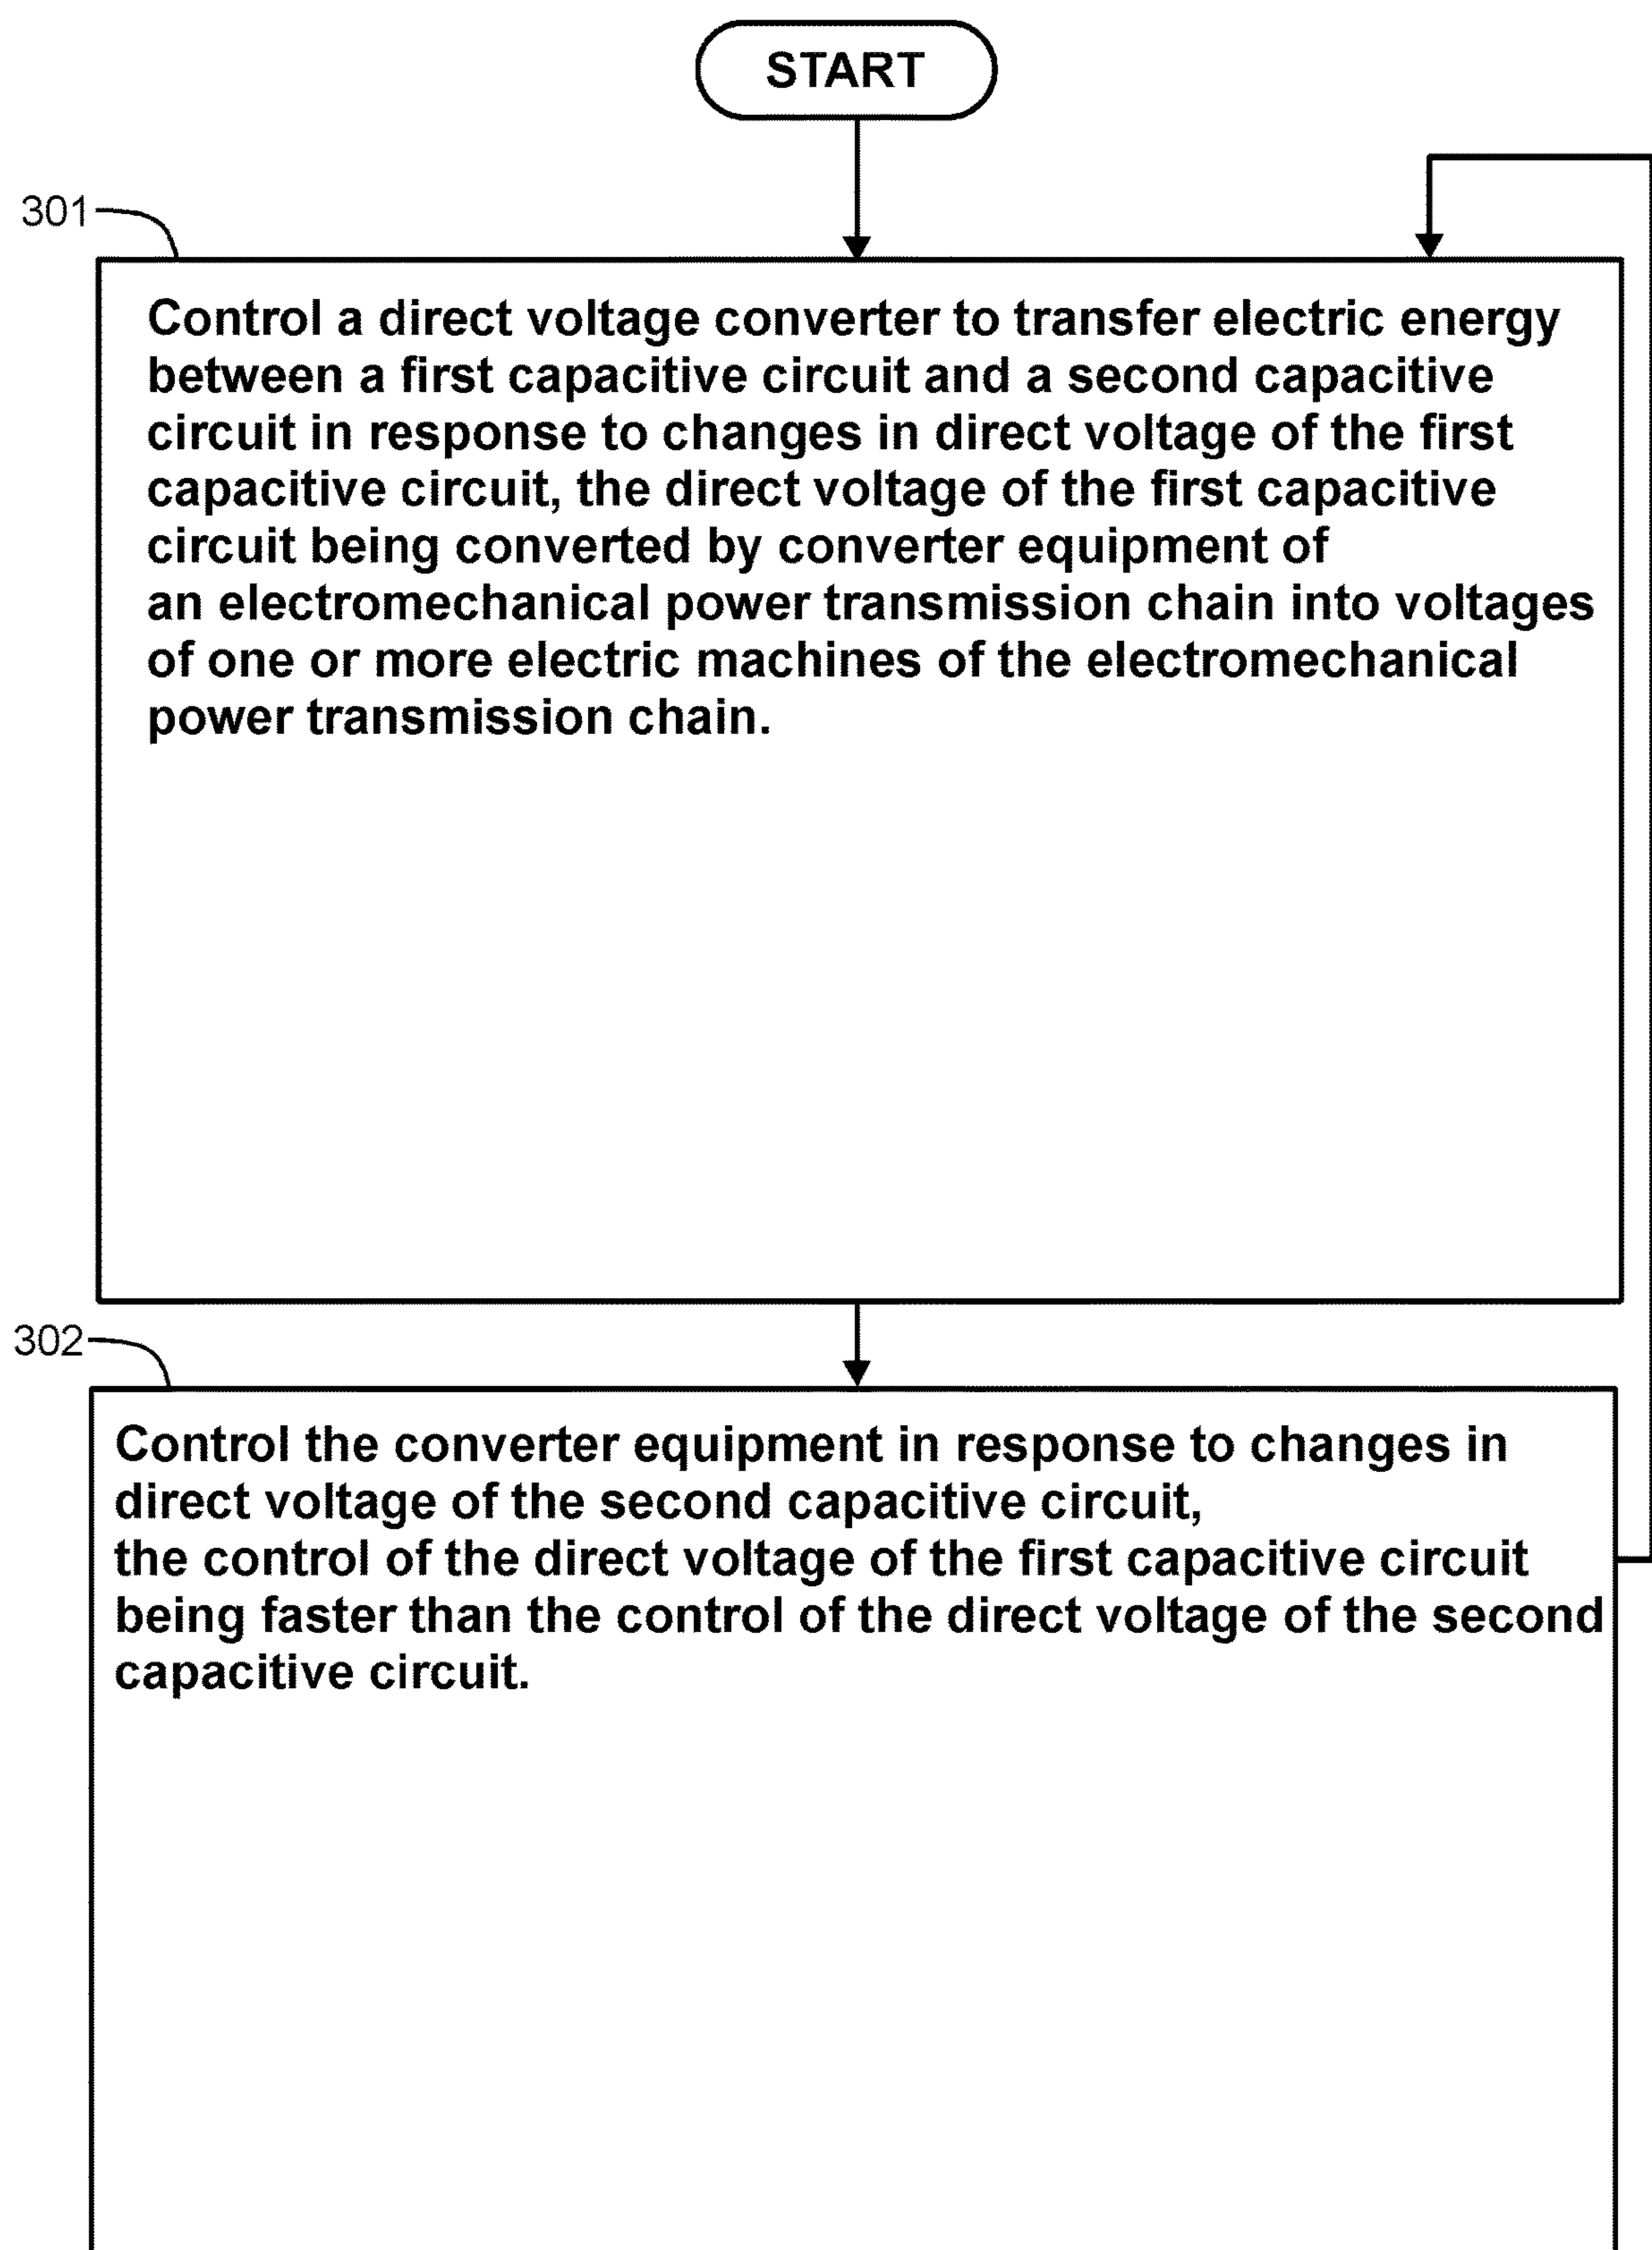 START
301
Control a direct voltage converter to transfer electric energy
between a first capacitive circuit and a second capacitive
circuit in response to changes in direct voltage of the first
capacitive circuit, the direct voltage of the first capacitive
circuit being converted by converter equipment of
an electromechanical power transmission chain into voltages
of one or more electric machines of the electromechanical
power transmission chain.
302
Control the converter equipment in response to changes in
direct voltage of the second capacitive circuit,
the control of the direct voltage of the first capacitive circuit
being faster than the control of the direct voltage of the second
capacitive circuit.